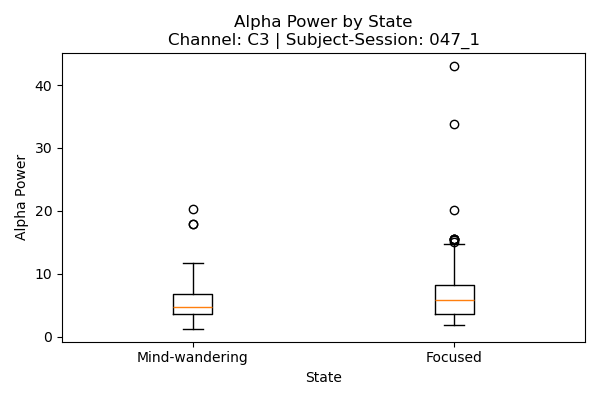 Alpha Power by State
Channel: C3 | Subject-Session: 047_1
Alpha Power
40
30
20
10
0
Mind-wandering
Focused
State